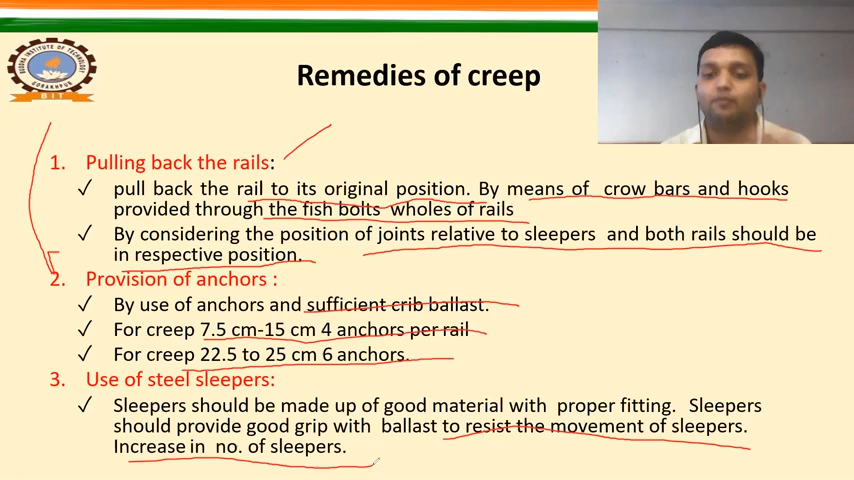 BUDDHA INSTITUTE OF TECHNOLOGY
GORAKHPUR
BIT
Remedies of creep
1. Pulling back the rails:
✓ pull back the rail to its original position. By means of crow bars and hooks
provided through the fish bolts wholes of rails
✓ By considering the position of joints relative to sleepers and both rails should be
in respective position.
2. Provision of anchors :
✓ By use of anchors and sufficient crib ballast.
✓ For creep 7.5 cm-15 cm 4 anchors per rail
✓ For creep 22.5 to 25 cm 6 anchors.
3. Use of steel sleepers:
✓ Sleepers should be made up of good material with proper fitting. Sleepers
should provide good grip with ballast to resist the movement of sleepers.
Increase in no. of sleepers.